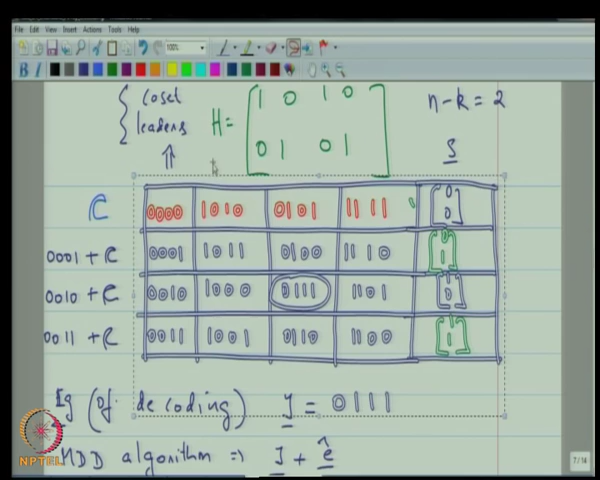 File Edit View Insert Actions Tools Help
100%
B I
{ coset leaders ⇑
H = [1 0 1 0
0 1 0 1]
n-k = 2
S
C 0000 1010 0101 1111 [0 0]
0001 + C 0001 1011 0100 1110 [0 1]
0010 + C 0010 1000 0111 1101 [1 0]
0011 + C 0011 1001 0110 1100 [1 1]
Eg (of decoding) y = 0111
MDD algorithm ⇒ y + ê
NPTEL
7/14